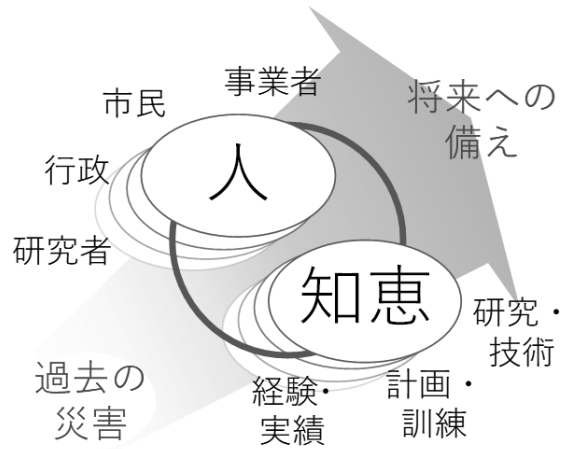 事業者
市民
将来への
備え
行政
人
研究者
知恵
研究・
技術
過去の
災害
経験・
実績
計画・
訓練